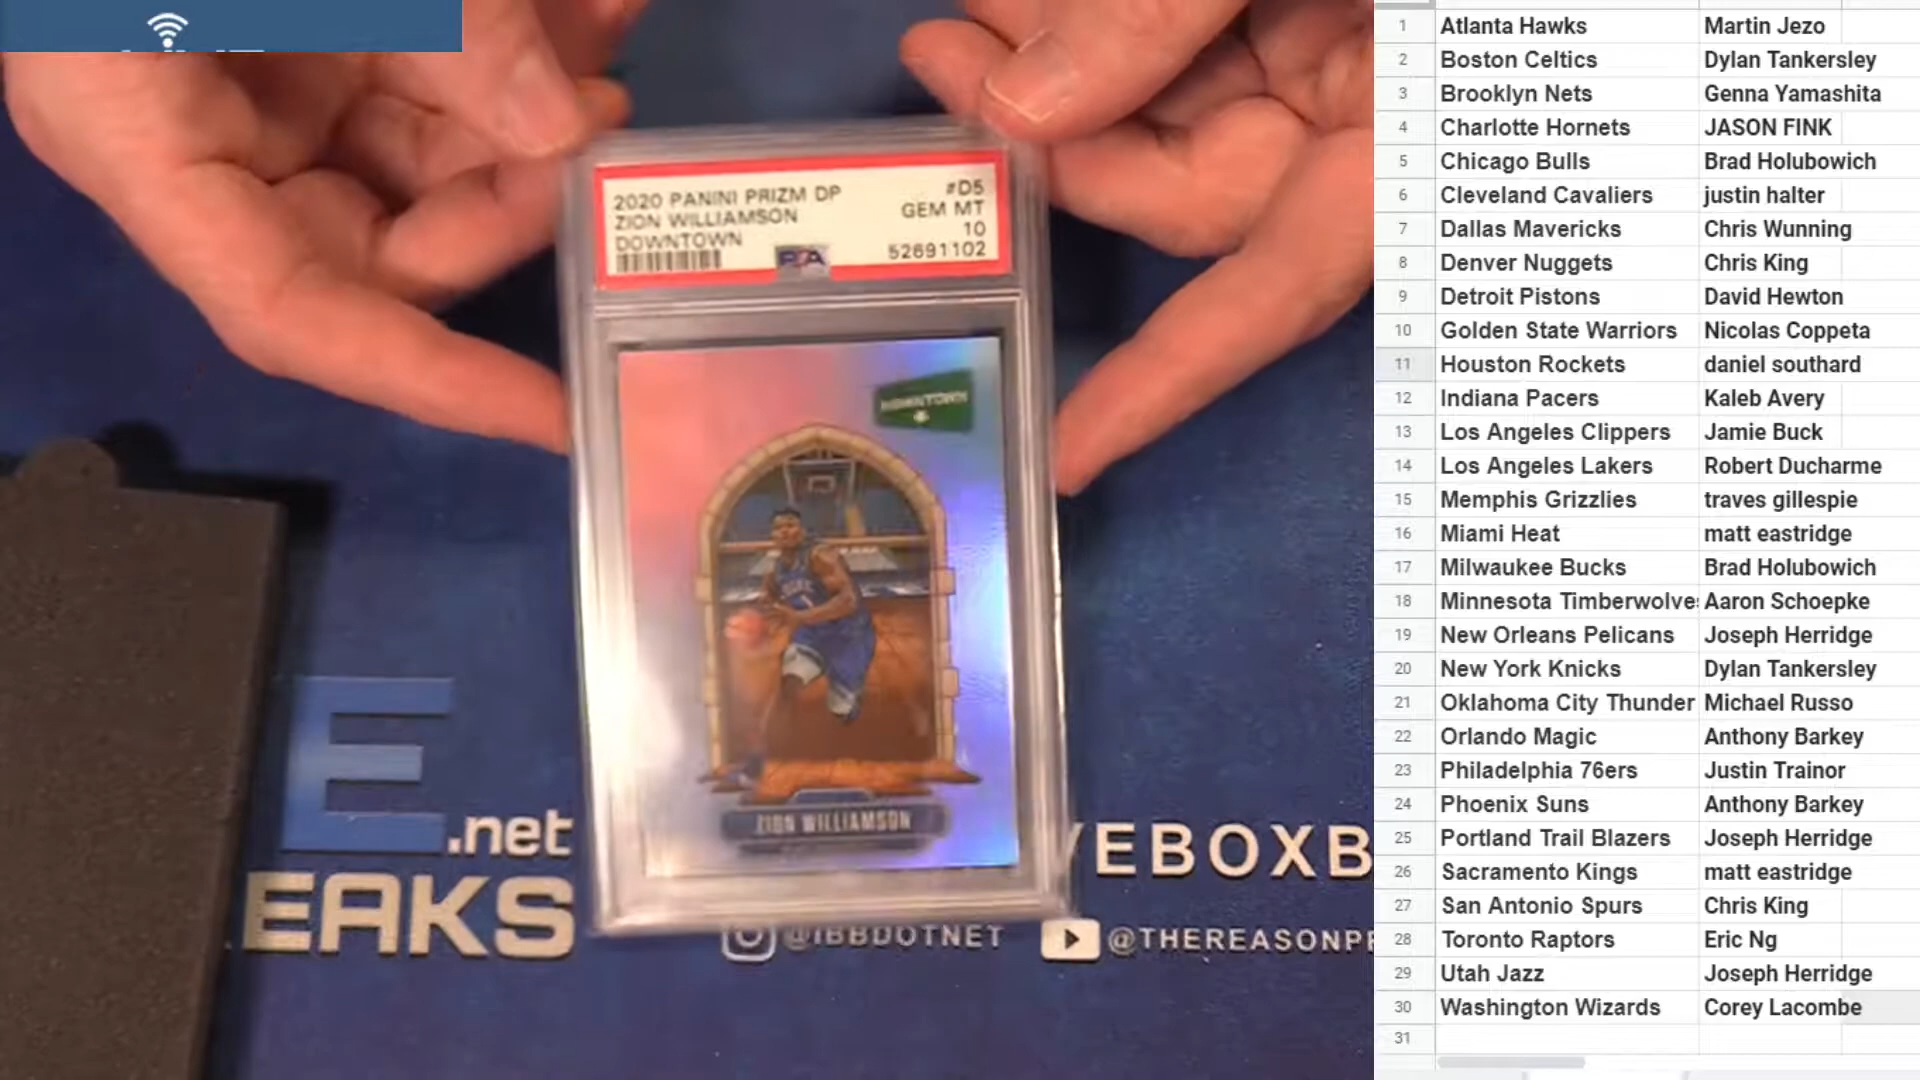 2020 PANINI PRIZM DP #D5
ZION WILLIAMSON GEM MT
DOWNTOWN 10
PSA 52691102
DOWNTOWN
DUKE
ZION WILLIAMSON
E
.net
EAKS
VEBOXB
@IBBDOTNET
@THEREASONPR
1 Atlanta Hawks Martin Jezo
2 Boston Celtics Dylan Tankersley
3 Brooklyn Nets Genna Yamashita
4 Charlotte Hornets JASON FINK
5 Chicago Bulls Brad Holubowich
6 Cleveland Cavaliers justin halter
7 Dallas Mavericks Chris Wunning
8 Denver Nuggets Chris King
9 Detroit Pistons David Hewton
10 Golden State Warriors Nicolas Coppeta
11 Houston Rockets daniel southard
12 Indiana Pacers Kaleb Avery
13 Los Angeles Clippers Jamie Buck
14 Los Angeles Lakers Robert Ducharme
15 Memphis Grizzlies traves gillespie
16 Miami Heat matt eastridge
17 Milwaukee Bucks Brad Holubowich
18 Minnesota Timberwolves Aaron Schoepke
19 New Orleans Pelicans Joseph Herridge
20 New York Knicks Dylan Tankersley
21 Oklahoma City Thunder Michael Russo
22 Orlando Magic Anthony Barkey
23 Philadelphia 76ers Justin Trainor
24 Phoenix Suns Anthony Barkey
25 Portland Trail Blazers Joseph Herridge
26 Sacramento Kings matt eastridge
27 San Antonio Spurs Chris King
28 Toronto Raptors Eric Ng
29 Utah Jazz Joseph Herridge
30 Washington Wizards Corey Lacombe
31